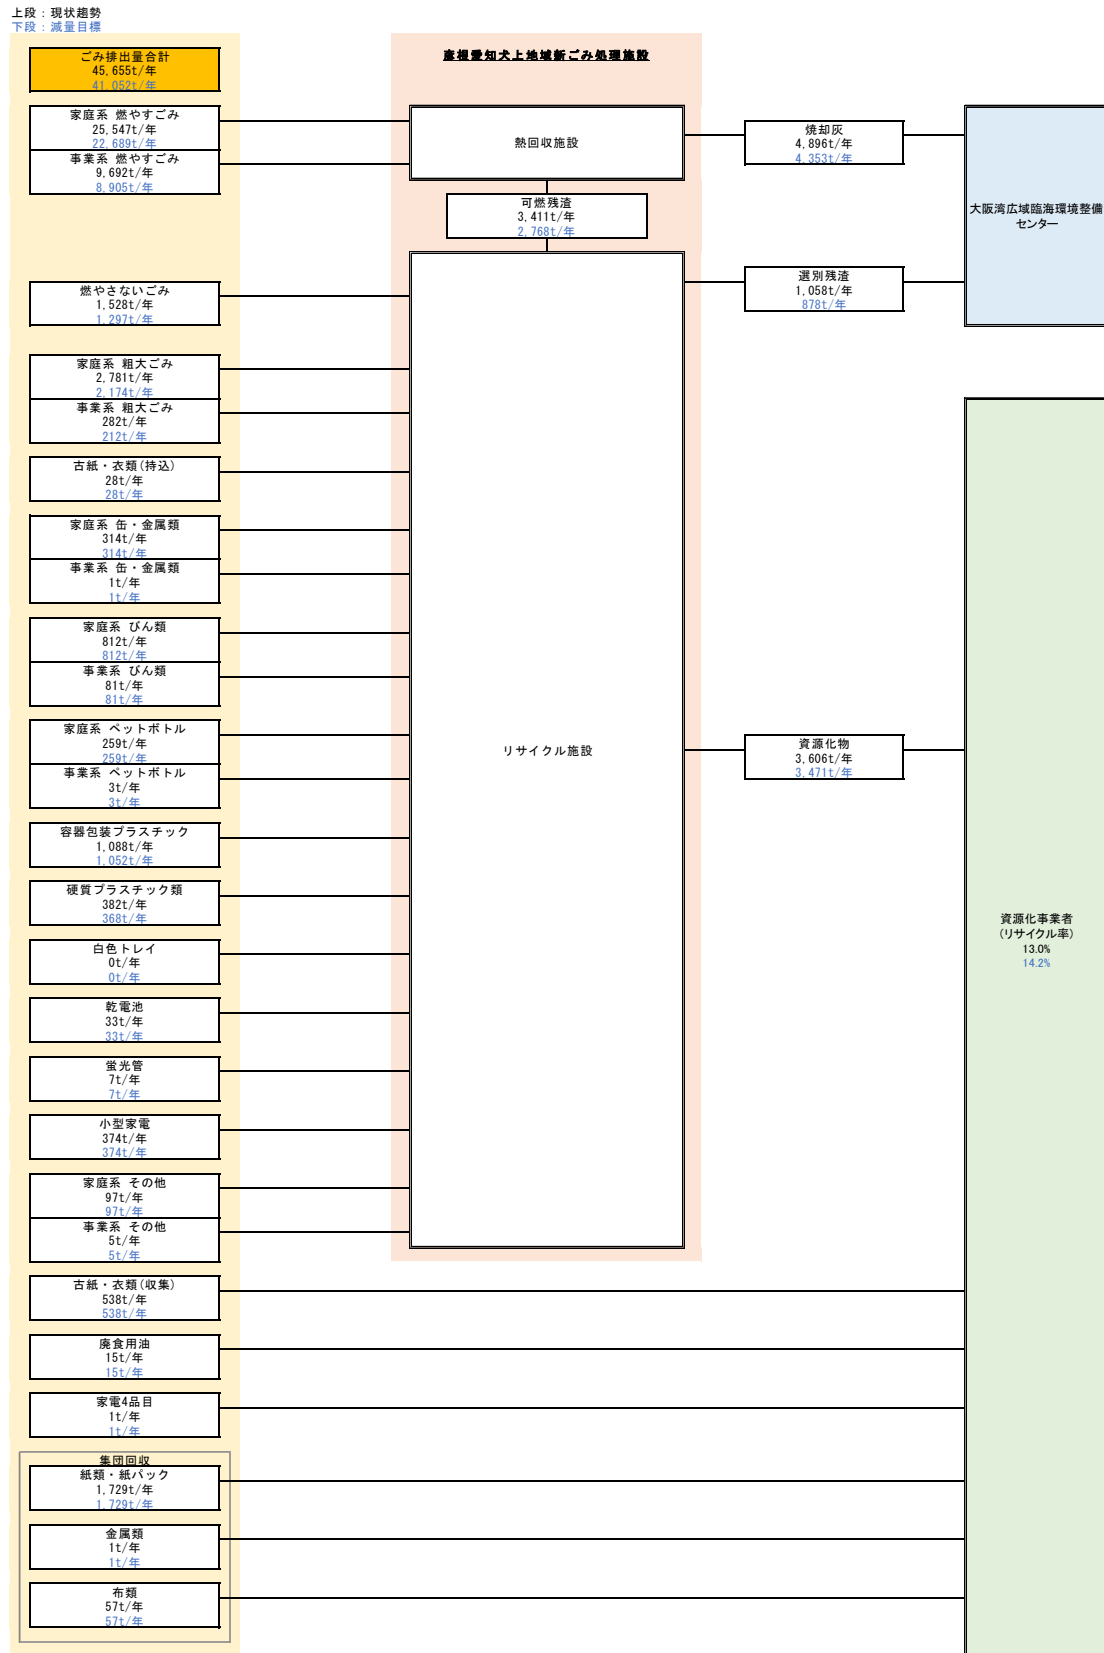 上段：現状趨勢
下段：減量目標
ごみ排出量合計
45,655t/年
41,052t/年
彦根愛知犬上地域新ごみ処理施設
家庭系 燃やすごみ
25,547t/年
22,689t/年
事業系 燃やすごみ
9,692t/年
8,905t/年
熱回収施設
焼却灰
4,896t/年
4,353t/年
大阪湾広域臨海環境整備
センター
可燃残渣
3,411t/年
2,768t/年
選別残渣
1,058t/年
878t/年
燃やさないごみ
1,528t/年
1,297t/年
家庭系 粗大ごみ
2,781t/年
2,174t/年
事業系 粗大ごみ
282t/年
212t/年
古紙・衣類(持込)
28t/年
28t/年
家庭系 缶・金属類
314t/年
314t/年
事業系 缶・金属類
1t/年
1t/年
家庭系 びん類
812t/年
812t/年
事業系 びん類
81t/年
81t/年
家庭系 ペットボトル
259t/年
259t/年
事業系 ペットボトル
3t/年
3t/年
リサイクル施設
資源化物
3,606t/年
3,471t/年
容器包装プラスチック
1,088t/年
1,052t/年
硬質プラスチック類
382t/年
368t/年
資源化事業者
(リサイクル率)
13.0%
14.2%
白色トレイ
0t/年
0t/年
乾電池
33t/年
33t/年
蛍光管
7t/年
7t/年
小型家電
374t/年
374t/年
家庭系 その他
97t/年
97t/年
事業系 その他
5t/年
5t/年
古紙・衣類(収集)
538t/年
538t/年
廃食用油
15t/年
15t/年
家電4品目
1t/年
1t/年
集団回収
紙類・紙パック
1,729t/年
1,729t/年
金属類
1t/年
1t/年
布類
57t/年
57t/年